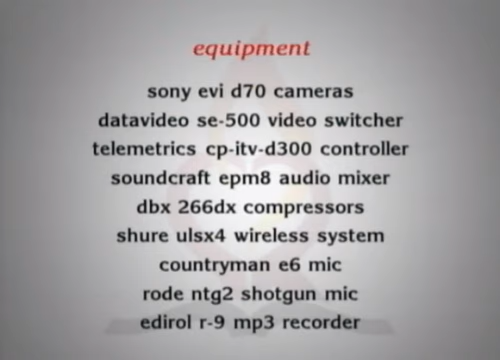 equipment
sony evi d70 cameras
datavideo se-500 video switcher
telemetrics cp-itv-d300 controller
soundcraft epm8 audio mixer
dbx 266dx compressors
shure ulsx4 wireless system
countryman e6 mic
rode ntg2 shotgun mic
edirol r-9 mp3 recorder